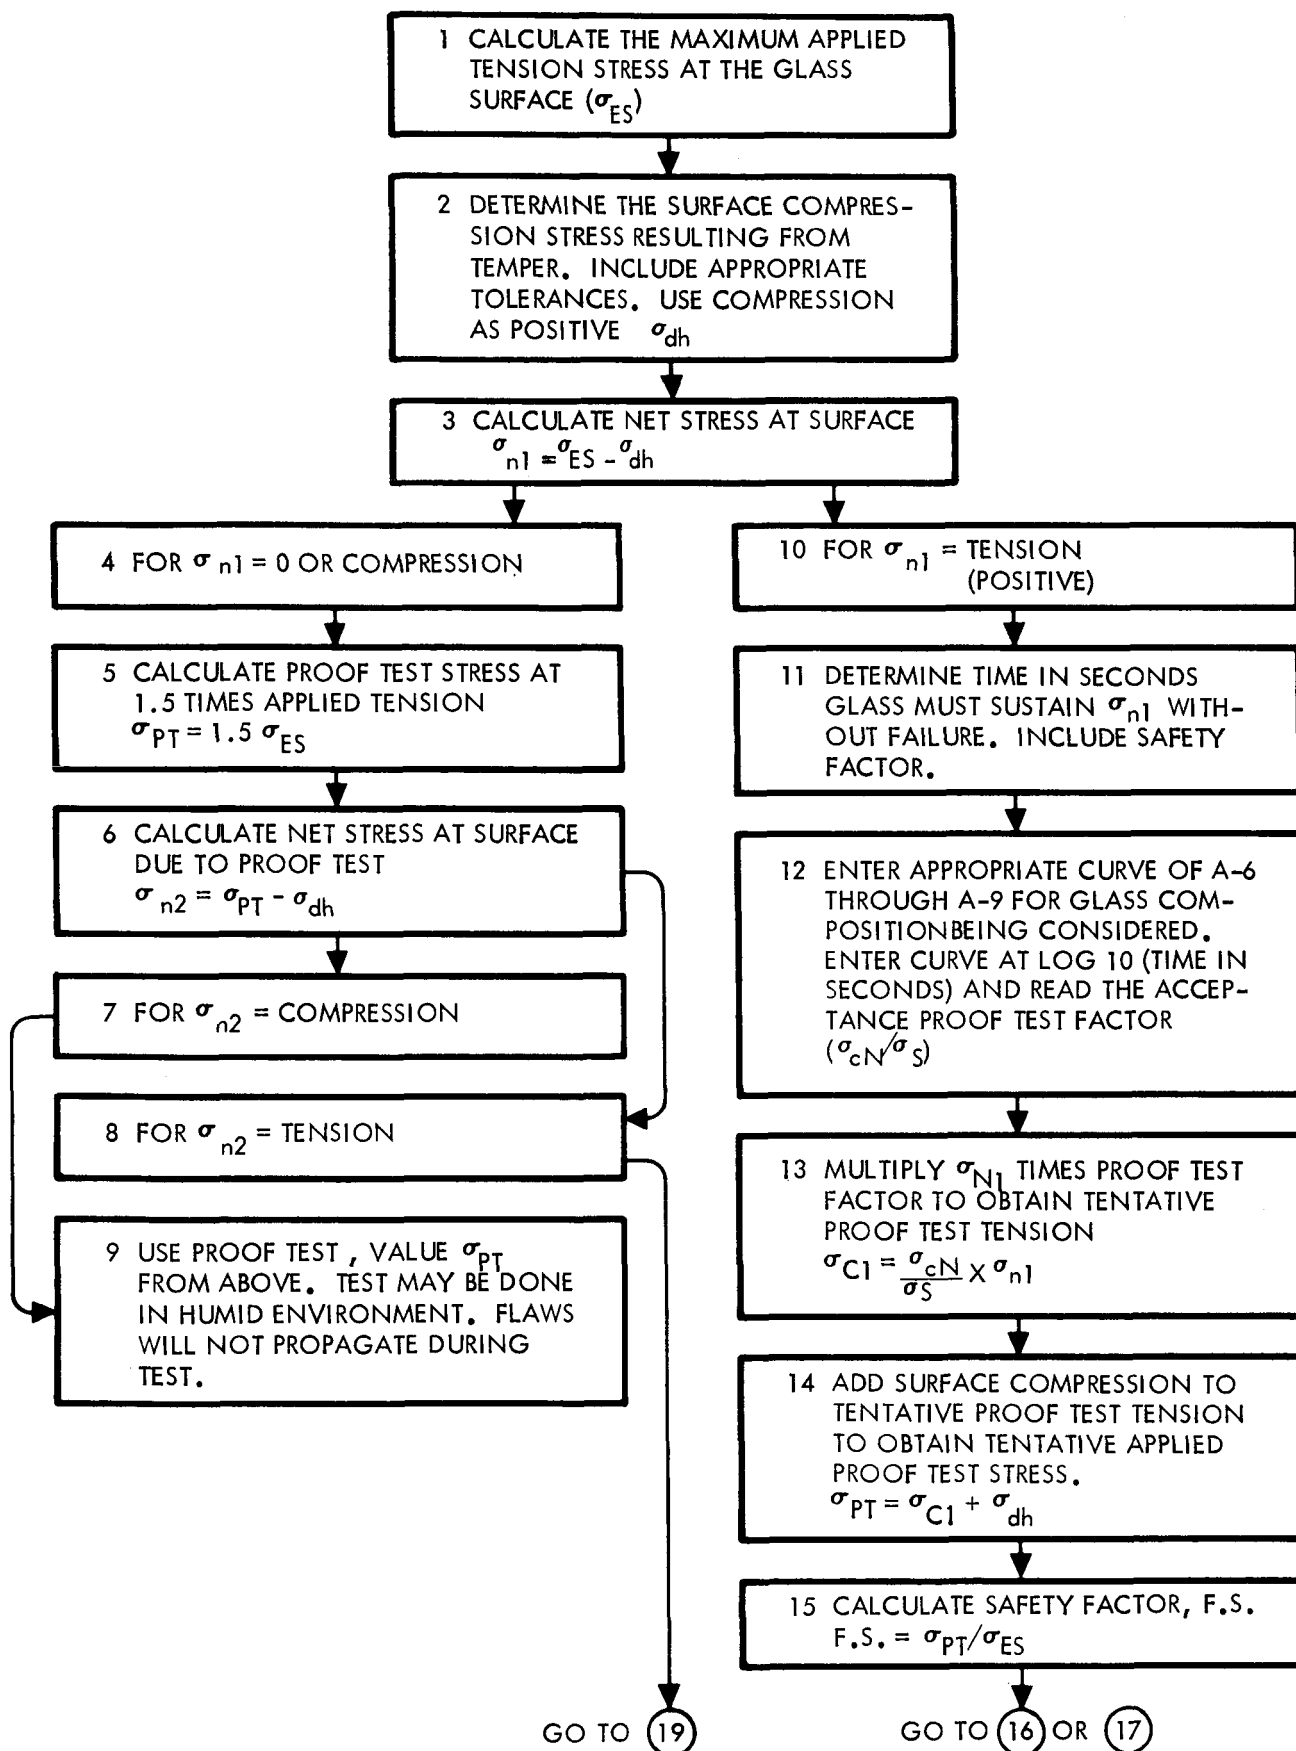 1 CALCULATE THE MAXIMUM APPLIED
TENSION STRESS AT THE GLASS
SURFACE (σES)
2 DETERMINE THE SURFACE COMPRES-
SION STRESS RESULTING FROM
TEMPER. INCLUDE APPROPRIATE
TOLERANCES. USE COMPRESSION
AS POSITIVE σdh
3 CALCULATE NET STRESS AT SURFACE
σn1 = σES - σdh
4 FOR σn1 = 0 OR COMPRESSION
5 CALCULATE PROOF TEST STRESS AT
1.5 TIMES APPLIED TENSION
σPT = 1.5 σES
6 CALCULATE NET STRESS AT SURFACE
DUE TO PROOF TEST
σn2 = σPT - σdh
7 FOR σn2 = COMPRESSION
8 FOR σn2 = TENSION
9 USE PROOF TEST, VALUE σPT
FROM ABOVE. TEST MAY BE DONE
IN HUMID ENVIRONMENT. FLAWS
WILL NOT PROPAGATE DURING
TEST.
GO TO 19
10 FOR σn1 = TENSION
(POSITIVE)
11 DETERMINE TIME IN SECONDS
GLASS MUST SUSTAIN σn1 WITH-
OUT FAILURE. INCLUDE SAFETY
FACTOR.
12 ENTER APPROPRIATE CURVE OF A-6
THROUGH A-9 FOR GLASS COM-
POSITIONBEING CONSIDERED.
ENTER CURVE AT LOG 10 (TIME IN
SECONDS) AND READ THE ACCEP-
TANCE PROOF TEST FACTOR
(σcN/σS)
13 MULTIPLY σN1 TIMES PROOF TEST
FACTOR TO OBTAIN TENTATIVE
PROOF TEST TENSION
σC1 = σcN/σS X σn1
14 ADD SURFACE COMPRESSION TO
TENTATIVE PROOF TEST TENSION
TO OBTAIN TENTATIVE APPLIED
PROOF TEST STRESS.
σPT = σC1 + σdh
15 CALCULATE SAFETY FACTOR, F.S.
F.S. = σPT/σES
GO TO 16 OR 17